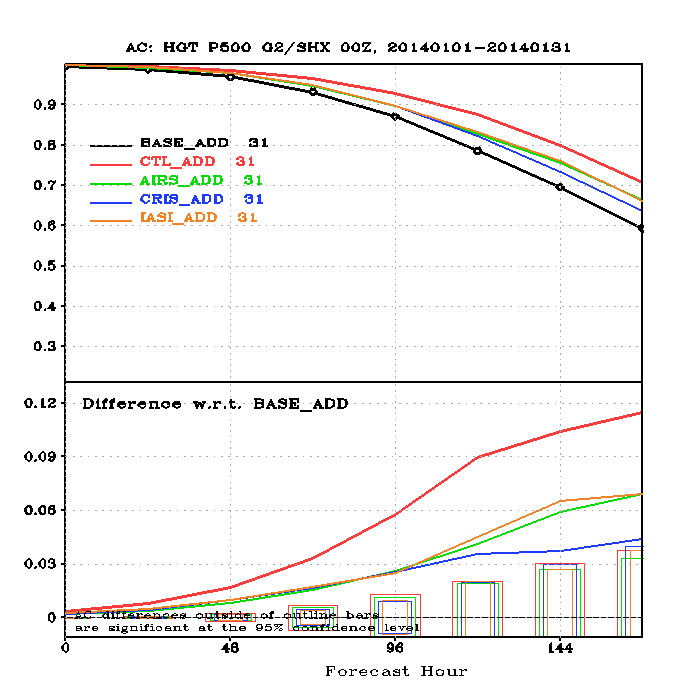 AC: HGT P500 G2/SHX 00Z, 20140101-20140131
0.9
0.8
BASE_ADD 31
CTL_ADD 31
0.7
AIRS_ADD 31
CRIS_ADD 31
0.6
IASI_ADD 31
0.5
0.4
0.3
0.12
Difference w.r.t. BASE_ADD
0.09
0.06
0.03
AC differences outside of outline bars
0
are significant at the 95% confidence level
0 48 96 144
Forecast Hour